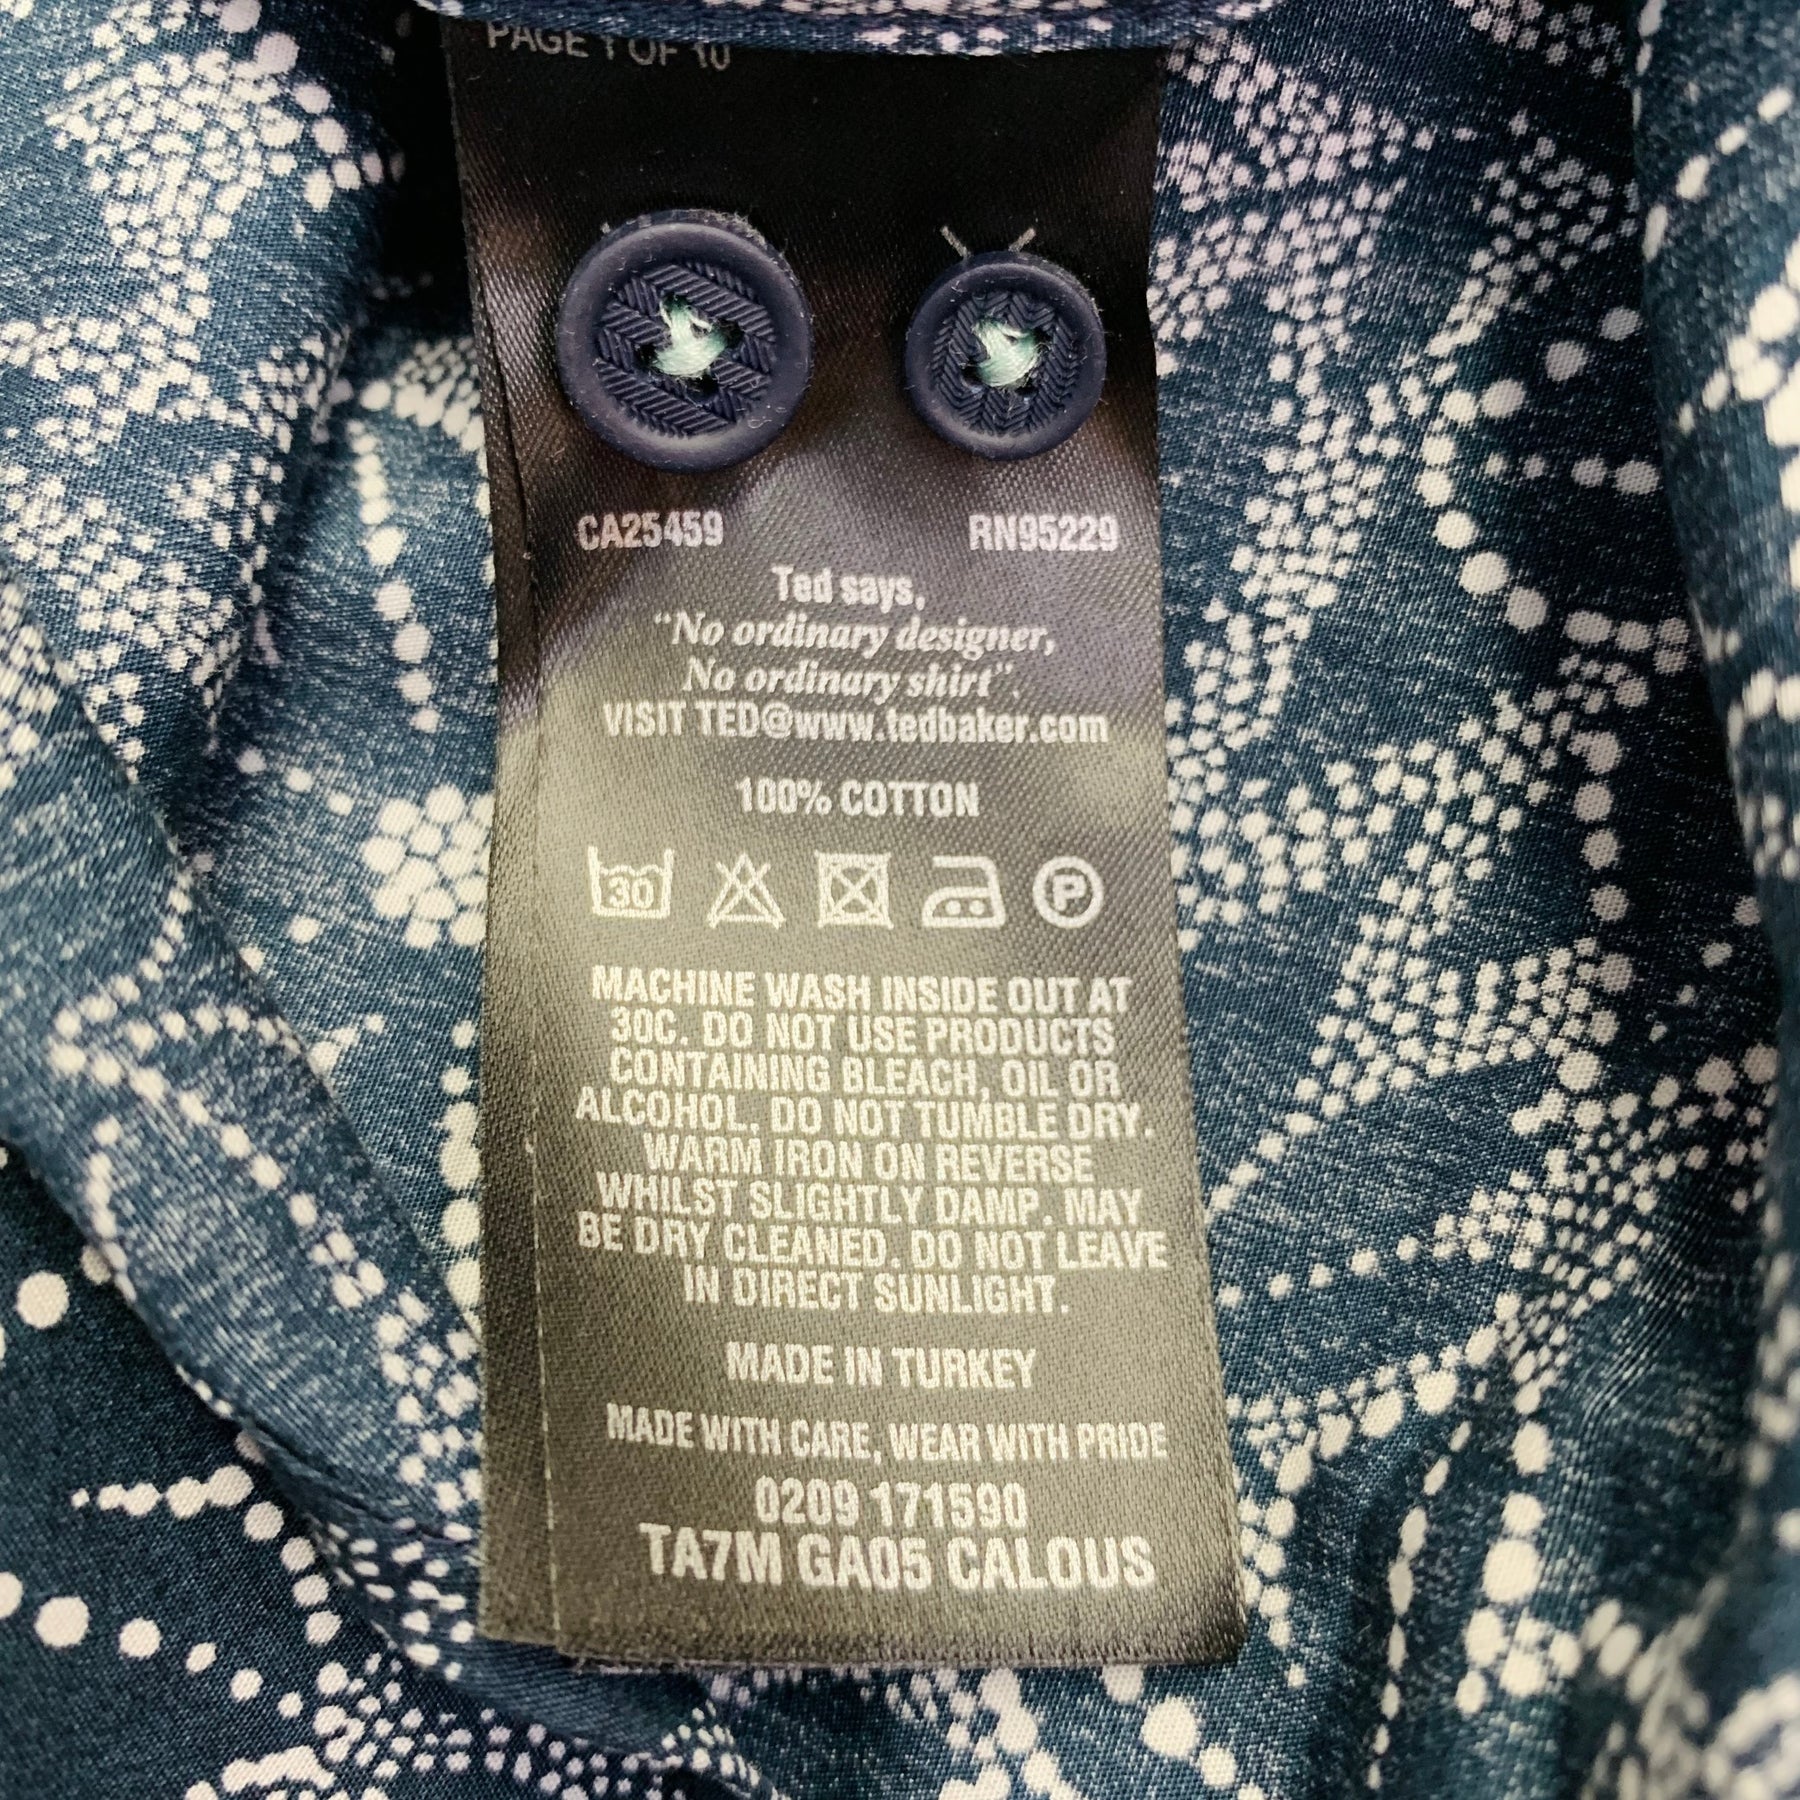 PAGE 1 OF 10
CA25459 RN95229
Ted says,
“No ordinary designer,
No ordinary shirt”.
VISIT TED@www.tedbaker.com
100% COTTON
30 P
MACHINE WASH INSIDE OUT AT
30C. DO NOT USE PRODUCTS
CONTAINING BLEACH, OIL OR
ALCOHOL. DO NOT TUMBLE DRY.
WARM IRON ON REVERSE
WHILST SLIGHTLY DAMP. MAY
BE DRY CLEANED. DO NOT LEAVE
IN DIRECT SUNLIGHT.
MADE IN TURKEY
MADE WITH CARE, WEAR WITH PRIDE
0209 171590
TA7M GA05 CALOUS